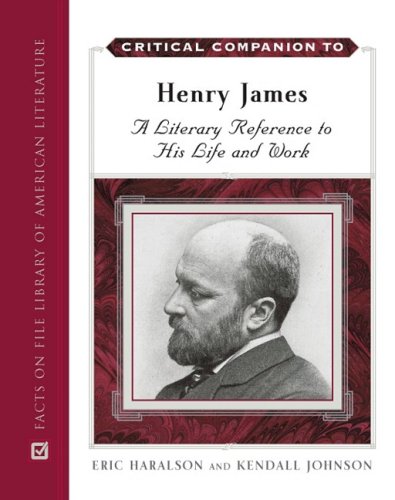 CRITICAL COMPANION TO
Henry James
A Literary Reference to
His Life and Work
FACTS ON FILE LIBRARY OF AMERICAN LITERATURE
ERIC HARALSON AND KENDALL JOHNSON